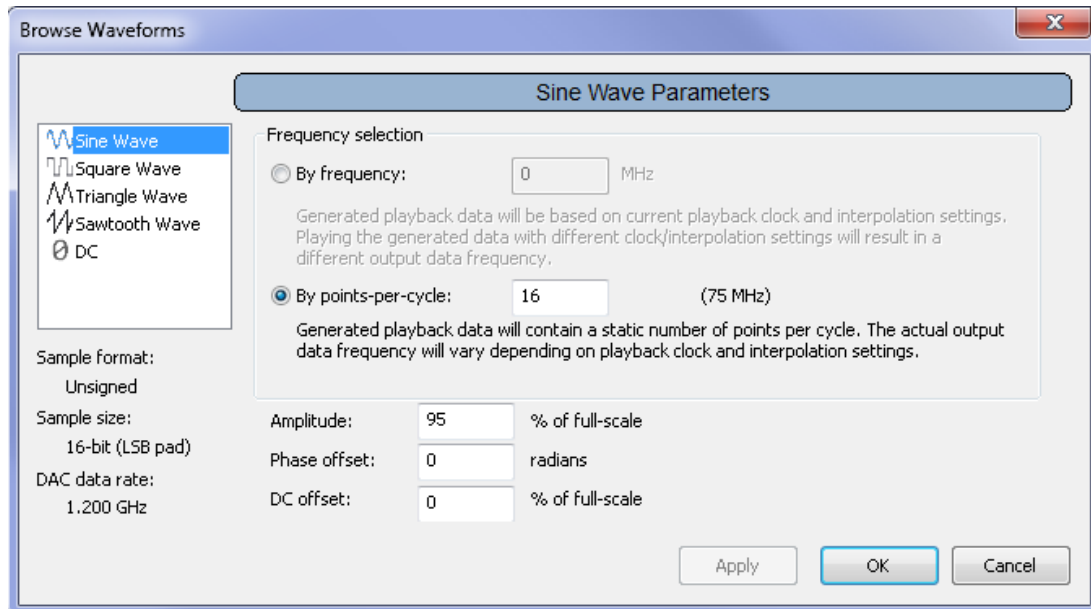 Browse Waveforms
Sine Wave Parameters
Sine Wave
Square Wave
Triangle Wave
Sawtooth Wave
DC
Sample format:
Unsigned
Sample size:
16-bit (LSB pad)
DAC data rate:
1.200 GHz
Frequency selection
By frequency: 0 MHz
Generated playback data will be based on current playback clock and interpolation settings.
Playing the generated data with different clock/interpolation settings will result in a
different output data frequency.
By points-per-cycle: 16 (75 MHz)
Generated playback data will contain a static number of points per cycle. The actual output
data frequency will vary depending on playback clock and interpolation settings.
Amplitude: 95 % of full-scale
Phase offset: 0 radians
DC offset: 0 % of full-scale
Apply OK Cancel